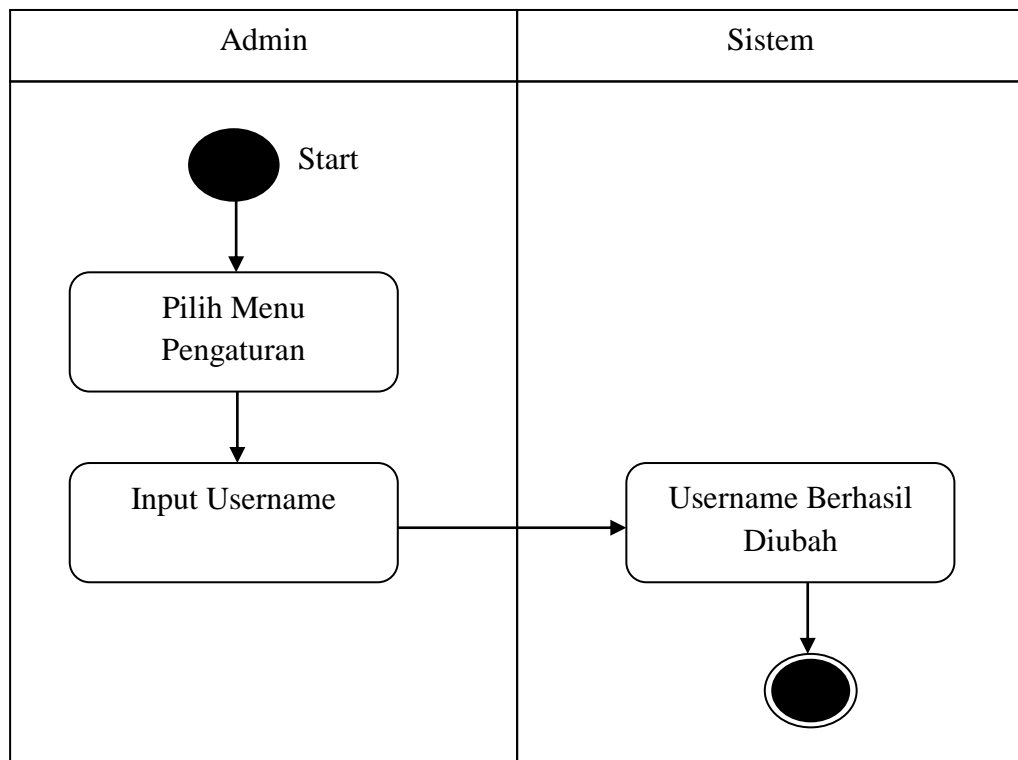 Admin
Sistem
Start
Pilih Menu
Pengaturan
Input Username
Username Berhasil
Diubah